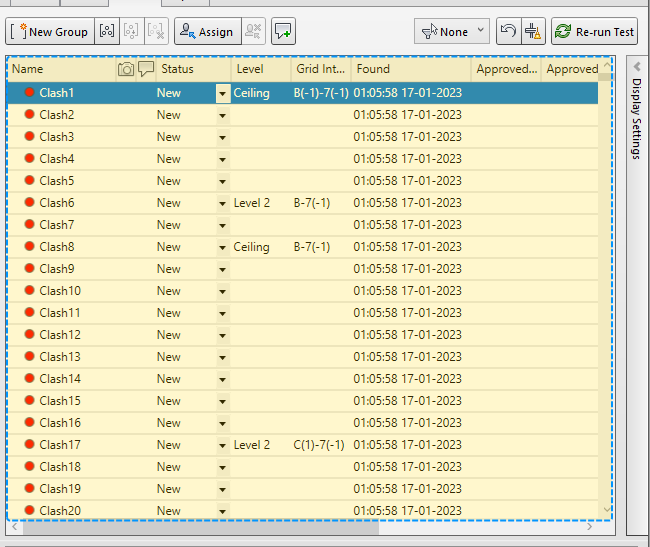 New Group Assign None Re-run Test
Name Status Level Grid Int... Found Approved... Approved
Clash1 New Ceiling B(-1)-7(-1) 01:05:58 17-01-2023
Clash2 New 01:05:58 17-01-2023
Clash3 New 01:05:58 17-01-2023
Clash4 New 01:05:58 17-01-2023
Clash5 New 01:05:58 17-01-2023
Clash6 New Level 2 B-7(-1) 01:05:58 17-01-2023
Clash7 New 01:05:58 17-01-2023
Clash8 New Ceiling B-7(-1) 01:05:58 17-01-2023
Clash9 New 01:05:58 17-01-2023
Clash10 New 01:05:58 17-01-2023
Clash11 New 01:05:58 17-01-2023
Clash12 New 01:05:58 17-01-2023
Clash13 New 01:05:58 17-01-2023
Clash14 New 01:05:58 17-01-2023
Clash15 New 01:05:58 17-01-2023
Clash16 New 01:05:58 17-01-2023
Clash17 New Level 2 C(1)-7(-1) 01:05:58 17-01-2023
Clash18 New 01:05:58 17-01-2023
Clash19 New 01:05:58 17-01-2023
Clash20 New 01:05:58 17-01-2023
Display Settings